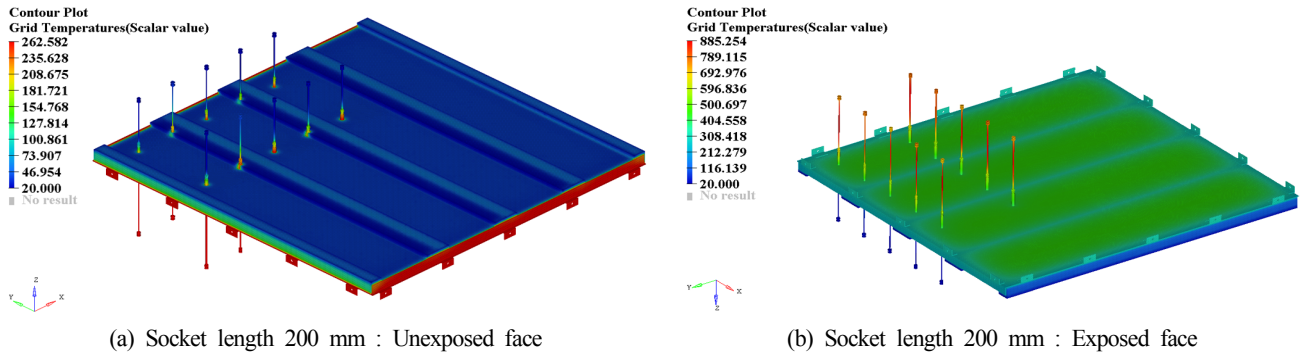 Contour Plot
Grid Temperatures(Scalar value)
262.582
235.628
208.675
181.721
154.768
127.814
100.861
73.907
46.954
20.000
No result
Z
Y
X
(a) Socket length 200 mm : Unexposed face
Contour Plot
Grid Temperatures(Scalar value)
885.254
789.115
692.976
596.836
500.697
404.558
308.418
212.279
116.139
20.000
No result
Y
X
Z
(b) Socket length 200 mm : Exposed face